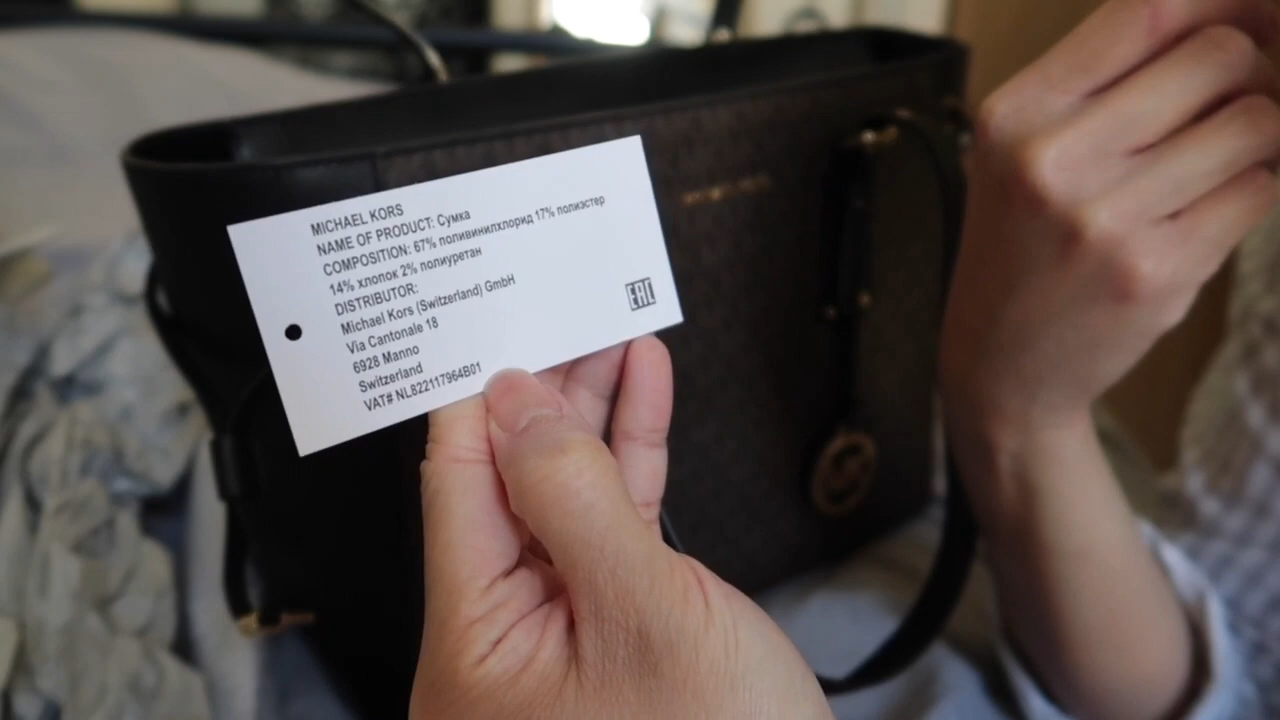 MICHAEL KORS
NAME OF PRODUCT: Сумка
COMPOSITION: 67% поливинилхлорид 17% полиэстер
14% хлопок 2% полиуретан
DISTRIBUTOR:
Michael Kors (Switzerland) GmbH
Via Cantonale 18
6928 Manno
Switzerland
VAT# NL822117964B01
EAC